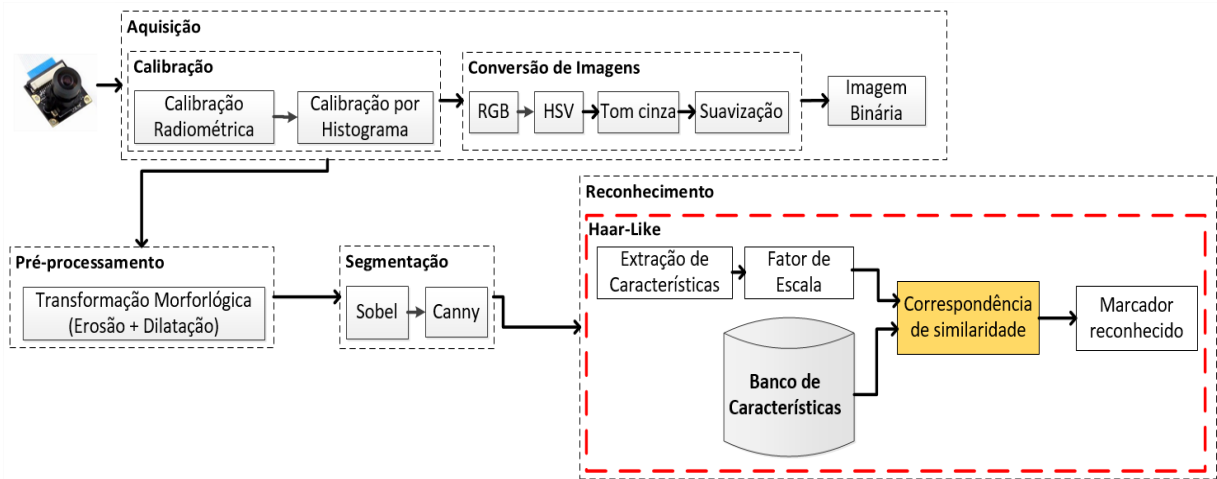 Aquisição
Calibração
Calibração
Radiométrica
Calibração por
Histograma
Conversão de Imagens
RGB
HSV
Tom cinza
Suavização
Imagem
Binária
Pré-processamento
Transformação Morforlógica
(Erosão + Dilatação)
Segmentação
Sobel
Canny
Reconhecimento
Haar-Like
Extração de
Características
Fator de
Escala
Banco de
Características
Correspondência
de similaridade
Marcador
reconhecido